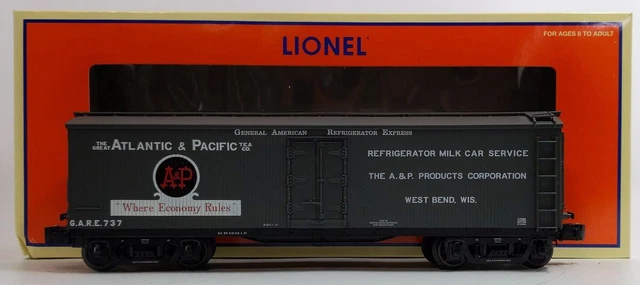 LIONEL
FOR AGES 8 TO ADULT
GENERAL AMERICAN REFRIGERATOR EXPRESS
THE GREAT ATLANTIC & PACIFIC TEA CO.
A&P
"Where Economy Rules"
G.A.R.E. 737
REFRIGERATOR MILK CAR SERVICE
THE A.&P. PRODUCTS CORPORATION
WEST BEND, WIS.